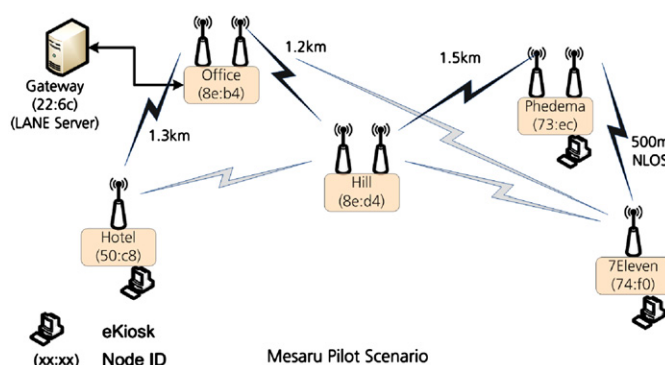 1.2km
1.5km
Office
(8e:b4)
Gateway
(22:6c)
(LANE Server)
Phedema
(73:ec)
1.3km
500m
NLOS
Hill
(8e:d4)
Hotel
(50:c8)
7Eleven
(74:f0)
eKiosk
(xx:xx) Node ID
Mesaru Pilot Scenario